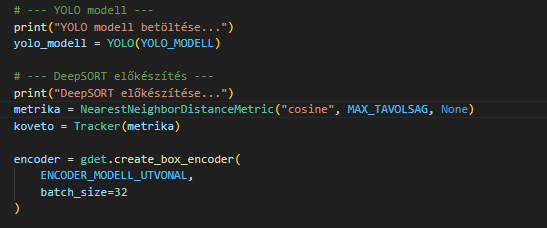 # --- YOLO modell ---
print("YOLO modell betöltése...")
yolo_modell = YOLO(YOLO_MODELL)

# --- DeepSORT előkészítés ---
print("DeepSORT előkészítése...")
metrika = NearestNeighborDistanceMetric("cosine", MAX_TAVOLSAG, None)
koveto = Tracker(metrika)

encoder = gdet.create_box_encoder(
    ENCODER_MODELL_UTVONAL,
    batch_size=32
)